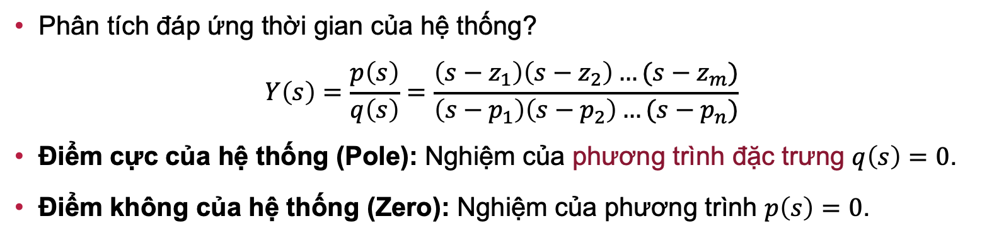 • Phân tích đáp ứng thời gian của hệ thống?
Y(s) = p(s)/q(s) = (s − z₁)(s − z₂) … (s − zₘ)/(s − p₁)(s − p₂) … (s − pₙ)
• Điểm cực của hệ thống (Pole): Nghiệm của phương trình đặc trưng q(s) = 0.
• Điểm không của hệ thống (Zero): Nghiệm của phương trình p(s) = 0.